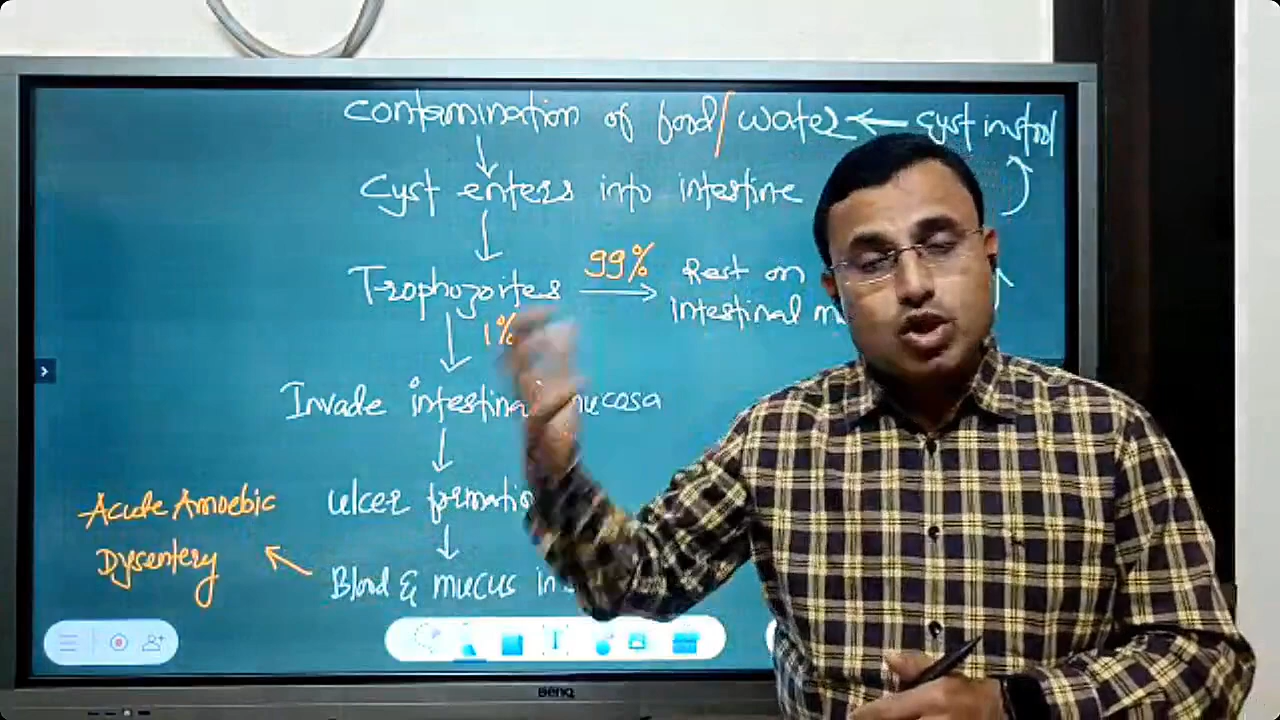 Contamination of food/water ← Cyst in stool
Cyst enters into intestine
Trophozoites 99% Rest on
1% intestinal
Invade intestinal mucosa
Ulcer formation
Acute Amoebic
Dysentery
Blood & mucus in
BenQ